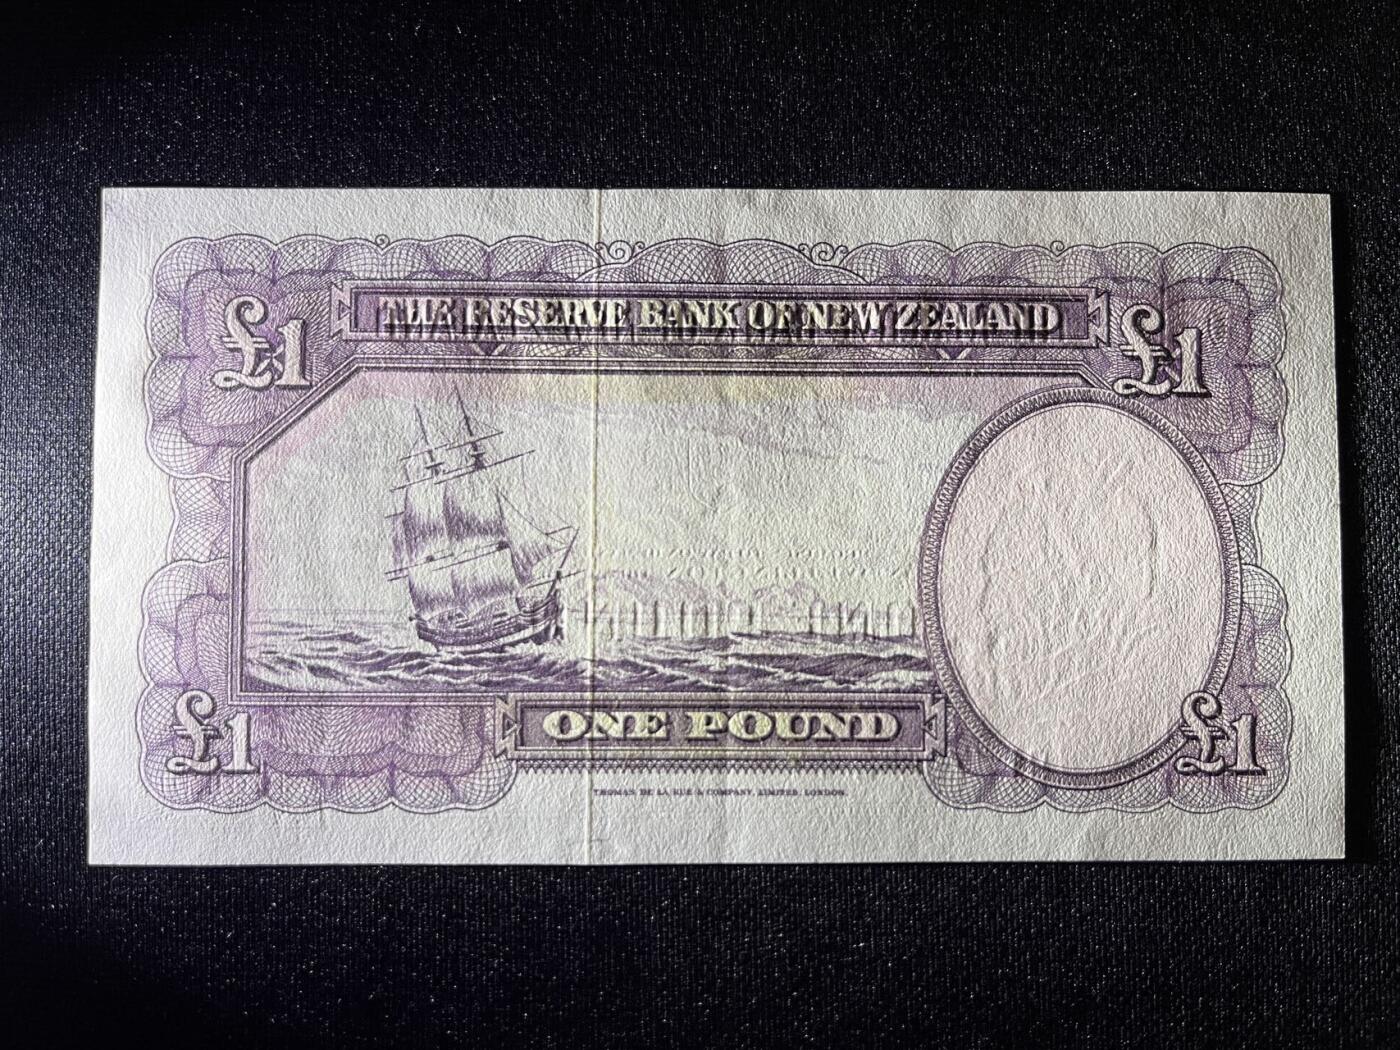 THE RESERVE BANK OF NEW ZEALAND
£1 £1
£1 ONE POUND £1
THOMAS DE LA RUE & COMPANY, LIMITED, LONDON.